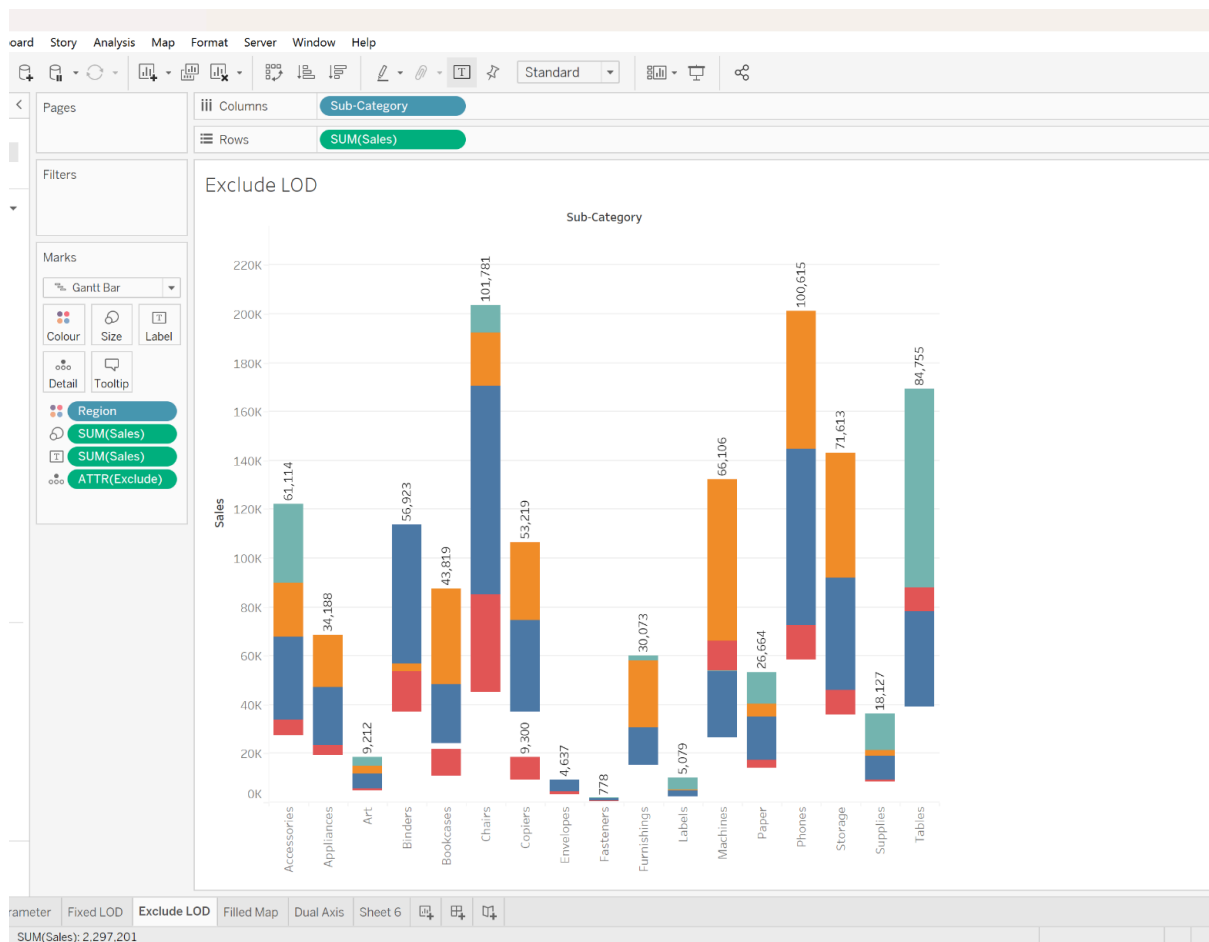 oard Story Analysis Map Format Server Window Help
Standard
Pages
Columns Sub-Category
Rows SUM(Sales)
Filters
Exclude LOD
Sub-Category
Marks
Gantt Bar
Colour Size Label
Detail Tooltip
Region
SUM(Sales)
SUM(Sales)
ATTR(Exclude)
Sales
220K
200K
180K
160K
140K
120K
100K
80K
60K
40K
20K
0K
61,114
34,188
9,212
56,923
43,819
101,781
53,219
9,300
4,637
778
30,073
5,079
66,106
26,664
100,615
71,613
18,127
84,755
Accessories
Appliances
Art
Binders
Bookcases
Chairs
Copiers
Envelopes
Fasteners
Furnishings
Labels
Machines
Paper
Phones
Storage
Supplies
Tables
rameter Fixed LOD Exclude LOD Filled Map Dual Axis Sheet 6
SUM(Sales): 2,297,201